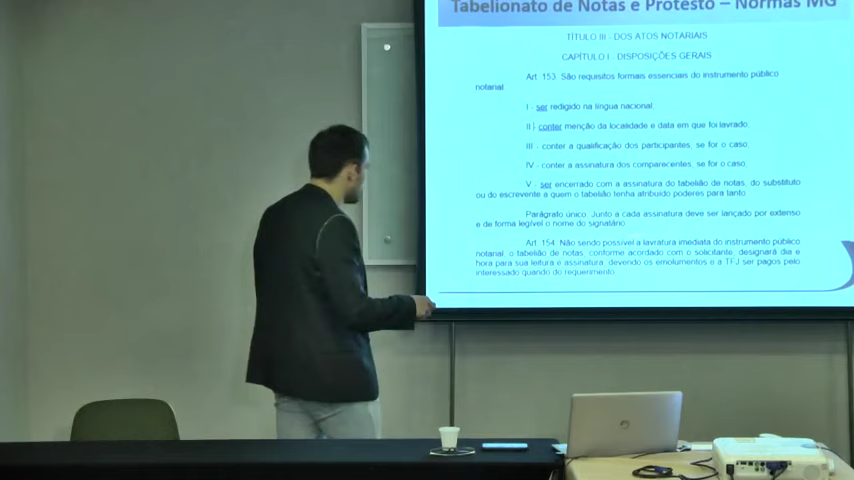 Tabelionato de Notas e Protesto – Normas MG
TÍTULO III - DOS ATOS NOTARIAIS
CAPÍTULO I - DISPOSIÇÕES GERAIS
Art. 153. São requisitos formais essenciais do instrumento público
notarial:
I - ser redigido na língua nacional;
II - conter menção da localidade e data em que foi lavrado;
III - conter a qualificação dos participantes, se for o caso;
IV - conter a assinatura dos comparecentes, se for o caso;
V - ser encerrado com a assinatura do tabelião de notas, do substituto
ou do escrevente a quem o tabelião tenha atribuído poderes para tanto.
Parágrafo único. Junto a cada assinatura deve ser lançado por extenso
e de forma legível o nome do signatário.
Art. 154. Não sendo possível a lavratura imediata do instrumento público
notarial, o tabelião de notas, conforme acordado com o solicitante, designará dia e
hora para sua leitura e assinatura, devendo os emolumentos e a TFJ ser pagos pelo
interessado quando do requerimento.